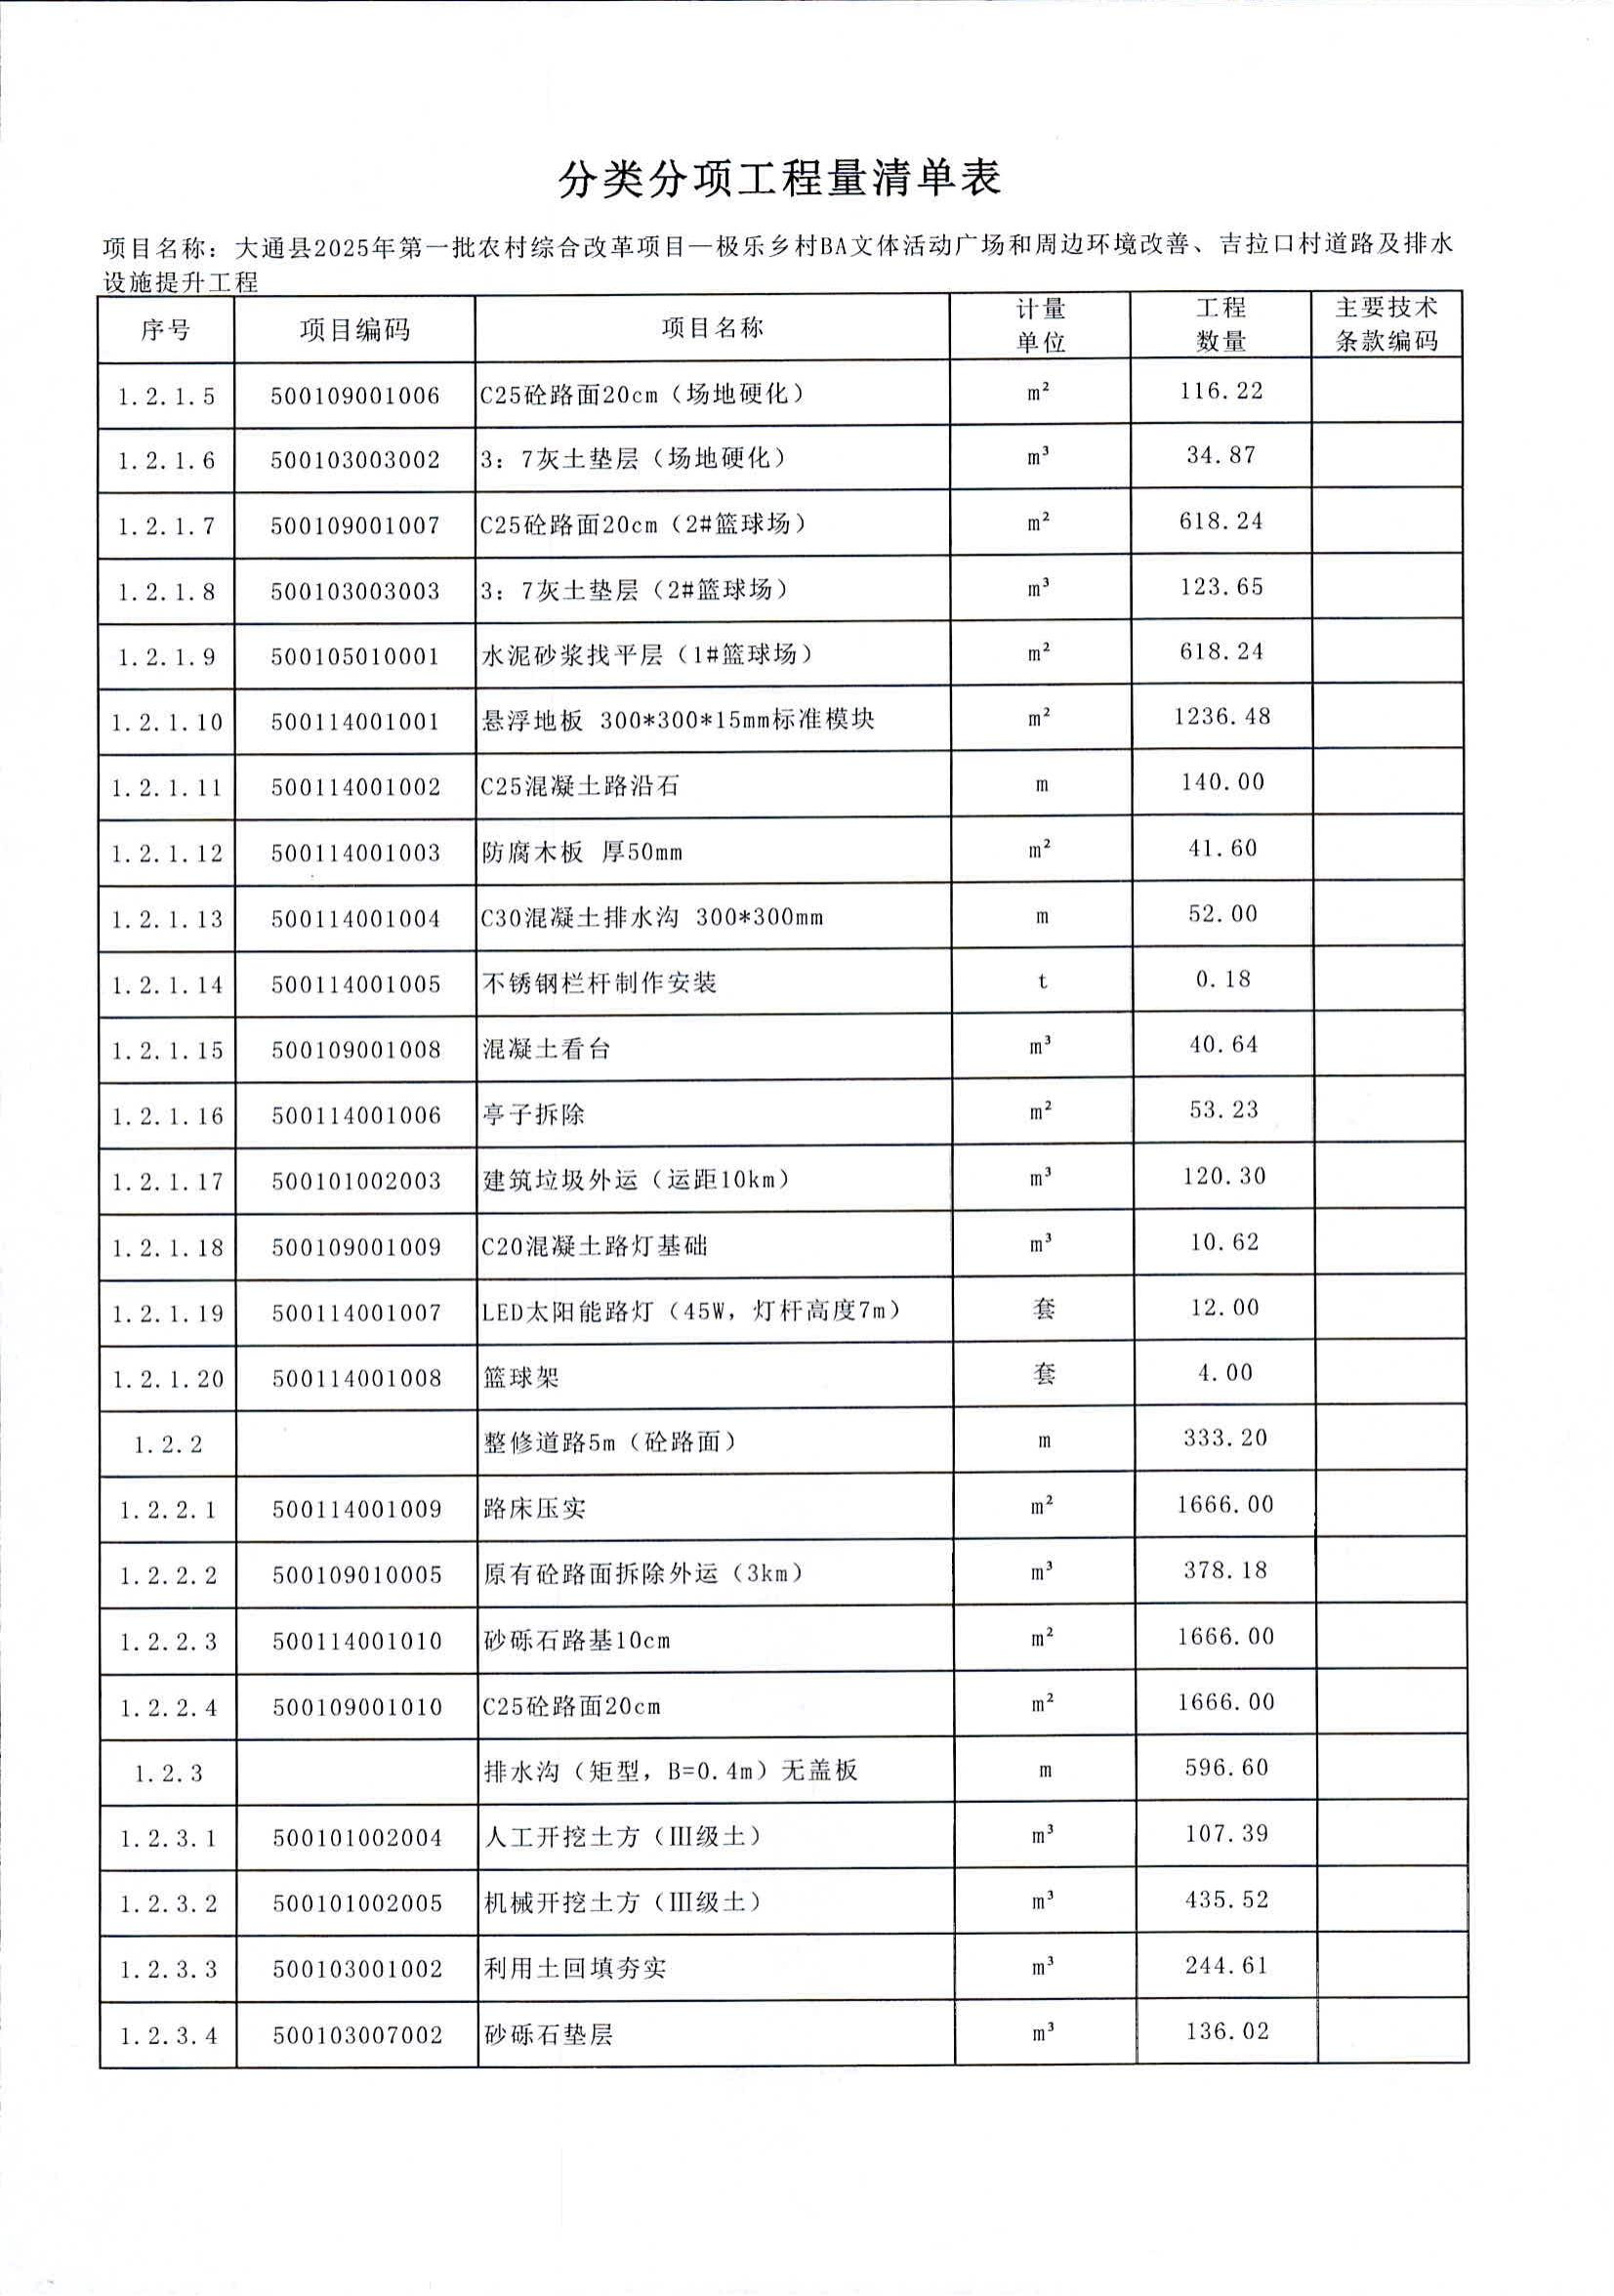 分类分项工程量清单表
项目名称：大通县2025年第一批农村综合改革项目—极乐乡村BA文体活动广场和周边环境改善、吉拉口村道路及排水
设施提升工程
序号 项目编码 项目名称 计量单位 工程数量 主要技术条款编码
1.2.1.5 500109001006 C25砼路面20cm（场地硬化） m² 116.22
1.2.1.6 500103003002 3：7灰土垫层（场地硬化） m³ 34.87
1.2.1.7 500109001007 C25砼路面20cm（2#篮球场） m² 618.24
1.2.1.8 500103003003 3：7灰土垫层（2#篮球场） m³ 123.65
1.2.1.9 500105010001 水泥砂浆找平层（1#篮球场） m² 618.24
1.2.1.10 500114001001 悬浮地板 300*300*15mm标准模块 m² 1236.48
1.2.1.11 500114001002 C25混凝土路沿石 m 140.00
1.2.1.12 500114001003 防腐木板 厚50mm m² 41.60
1.2.1.13 500114001004 C30混凝土排水沟 300*300mm m 52.00
1.2.1.14 500114001005 不锈钢栏杆制作安装 t 0.18
1.2.1.15 500109001008 混凝土看台 m³ 40.64
1.2.1.16 500114001006 亭子拆除 m² 53.23
1.2.1.17 500101002003 建筑垃圾外运（运距10km） m³ 120.30
1.2.1.18 500109001009 C20混凝土路灯基础 m³ 10.62
1.2.1.19 500114001007 LED太阳能路灯（45W，灯杆高度7m） 套 12.00
1.2.1.20 500114001008 篮球架 套 4.00
1.2.2 整修道路5m（砼路面） m 333.20
1.2.2.1 500114001009 路床压实 m² 1666.00
1.2.2.2 500109010005 原有砼路面拆除外运（3km） m³ 378.18
1.2.2.3 500114001010 砂砾石路基10cm m² 1666.00
1.2.2.4 500109001010 C25砼路面20cm m² 1666.00
1.2.3 排水沟（矩型，B=0.4m）无盖板 m 596.60
1.2.3.1 500101002004 人工开挖土方（Ⅲ级土） m³ 107.39
1.2.3.2 500101002005 机械开挖土方（Ⅲ级土） m³ 435.52
1.2.3.3 500103001002 利用土回填夯实 m³ 244.61
1.2.3.4 500103007002 砂砾石垫层 m³ 136.02